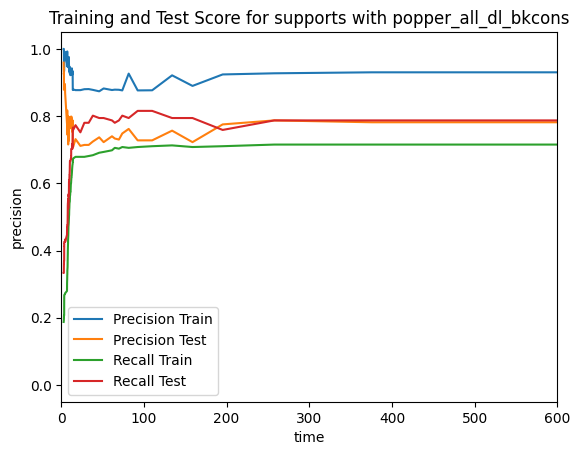 Training and Test Score for supports with popper_all_dl_bkcons
1.0
0.8
0.6
0.4
0.2
0.0
precision
Precision Train
Precision Test
Recall Train
Recall Test
0 100 200 300 400 500 600
time